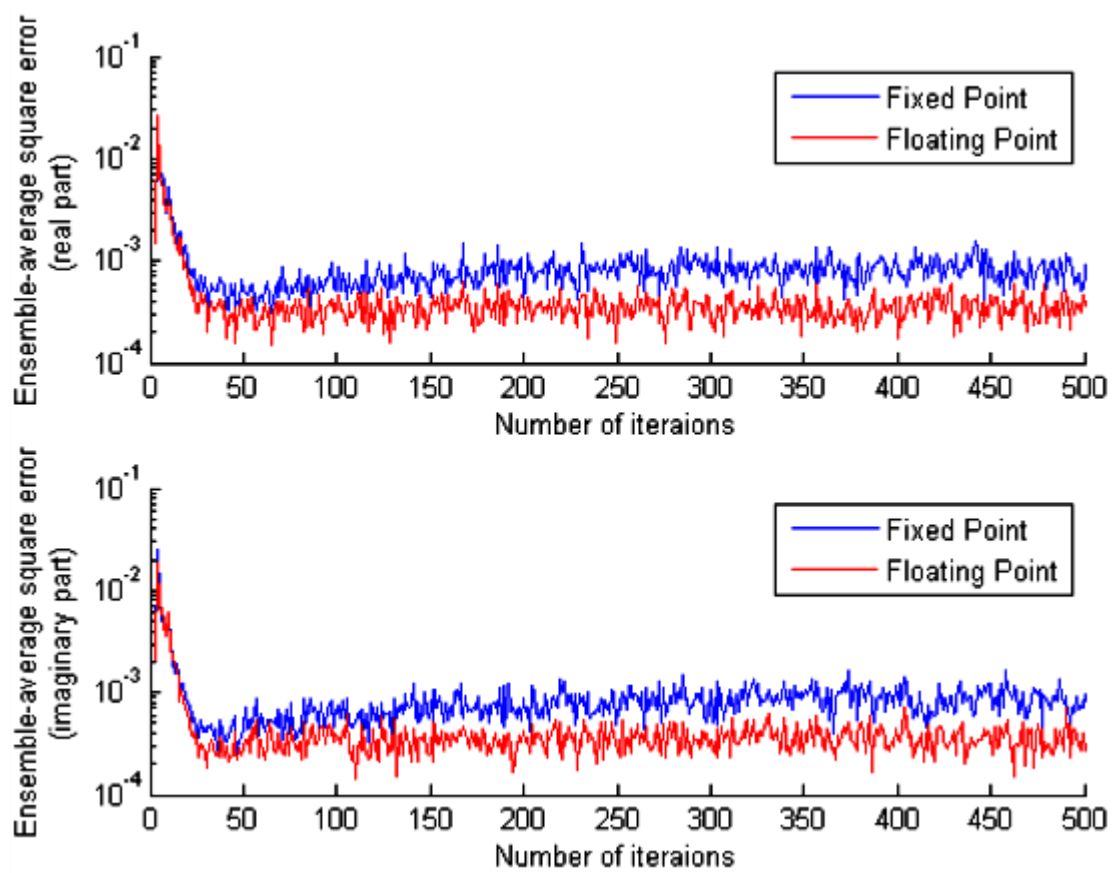 Ensemble-average square error
(real part)
10^-1
10^-2
10^-3
10^-4
Fixed Point
Floating Point
0 50 100 150 200 250 300 350 400 450 500
Number of iteraions
Ensemble-average square error
(imaginary part)
10^-1
10^-2
10^-3
10^-4
Fixed Point
Floating Point
0 50 100 150 200 250 300 350 400 450 500
Number of iteraions